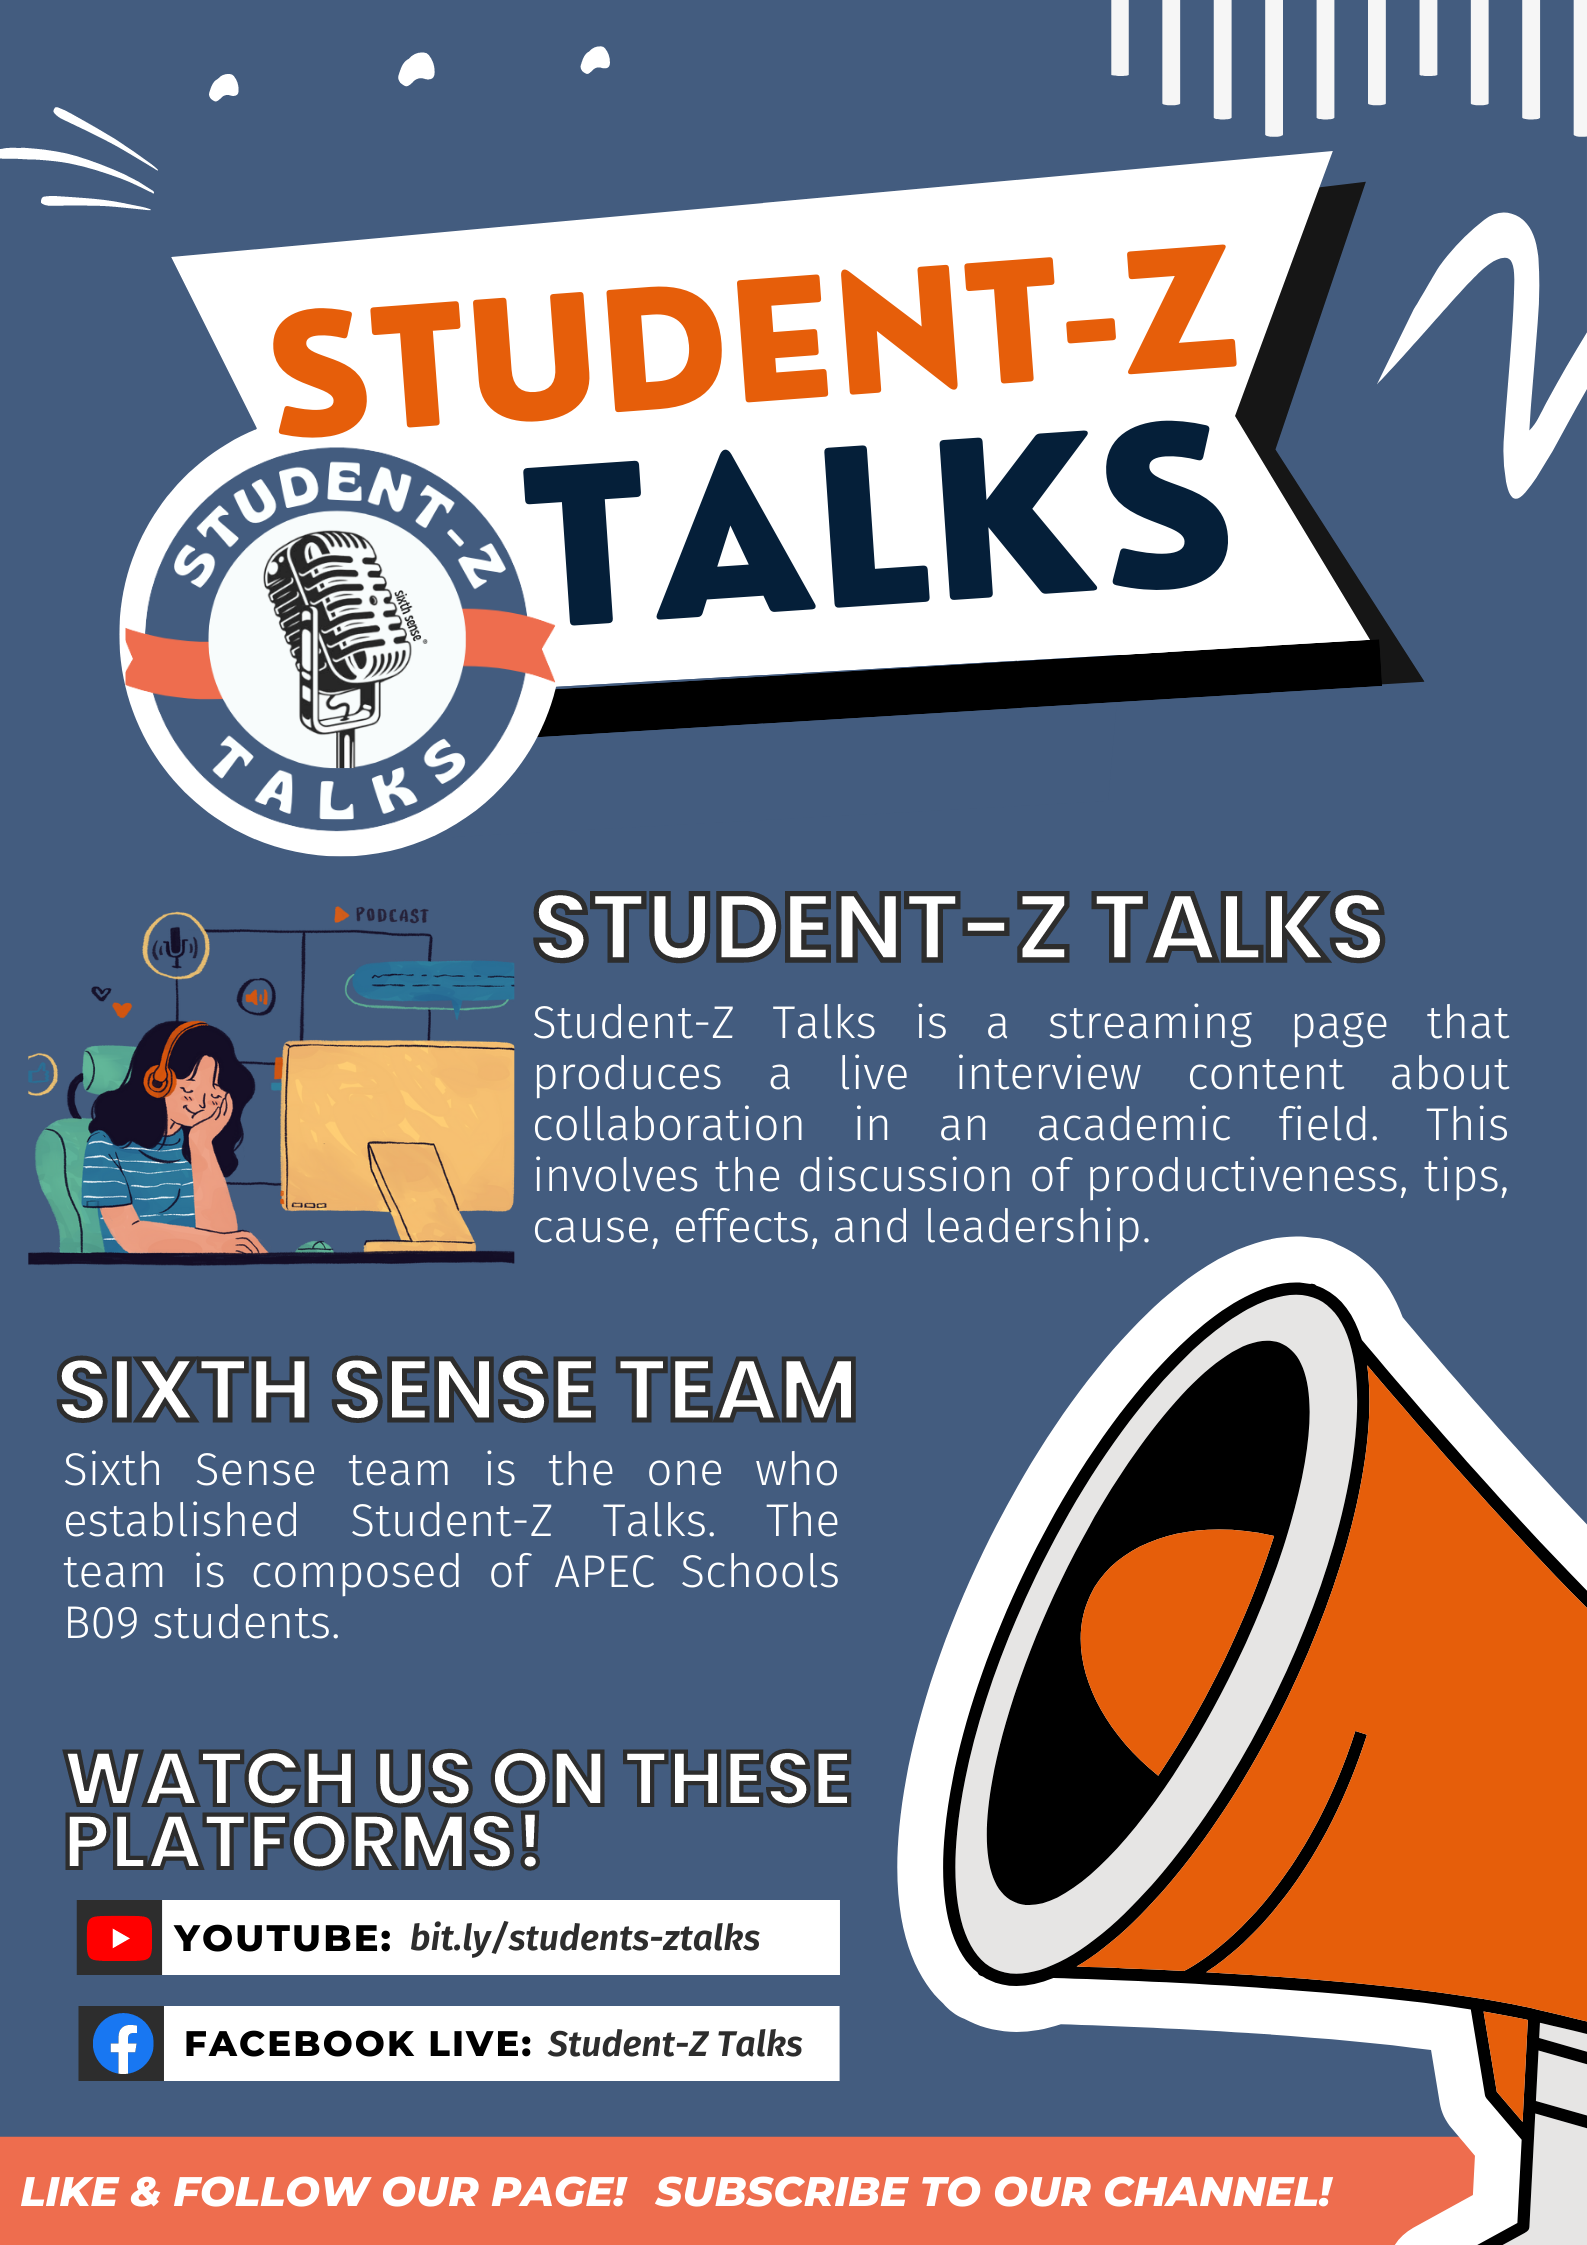 STUDENT-Z
TALKS
STUDENT-Z
sixth sense
TALKS
PODCAST
STUDENT-Z TALKS
Student-Z Talks is a streaming page that
produces a live interview content about
collaboration in an academic field. This
involves the discussion of productiveness, tips,
cause, effects, and leadership.
SIXTH SENSE TEAM
Sixth Sense team is the one who
established Student-Z Talks. The
team is composed of APEC Schools
B09 students.
WATCH US ON THESE
PLATFORMS!
YOUTUBE: bit.ly/students-ztalks
FACEBOOK LIVE: Student-Z Talks
LIKE & FOLLOW OUR PAGE! SUBSCRIBE TO OUR CHANNEL!